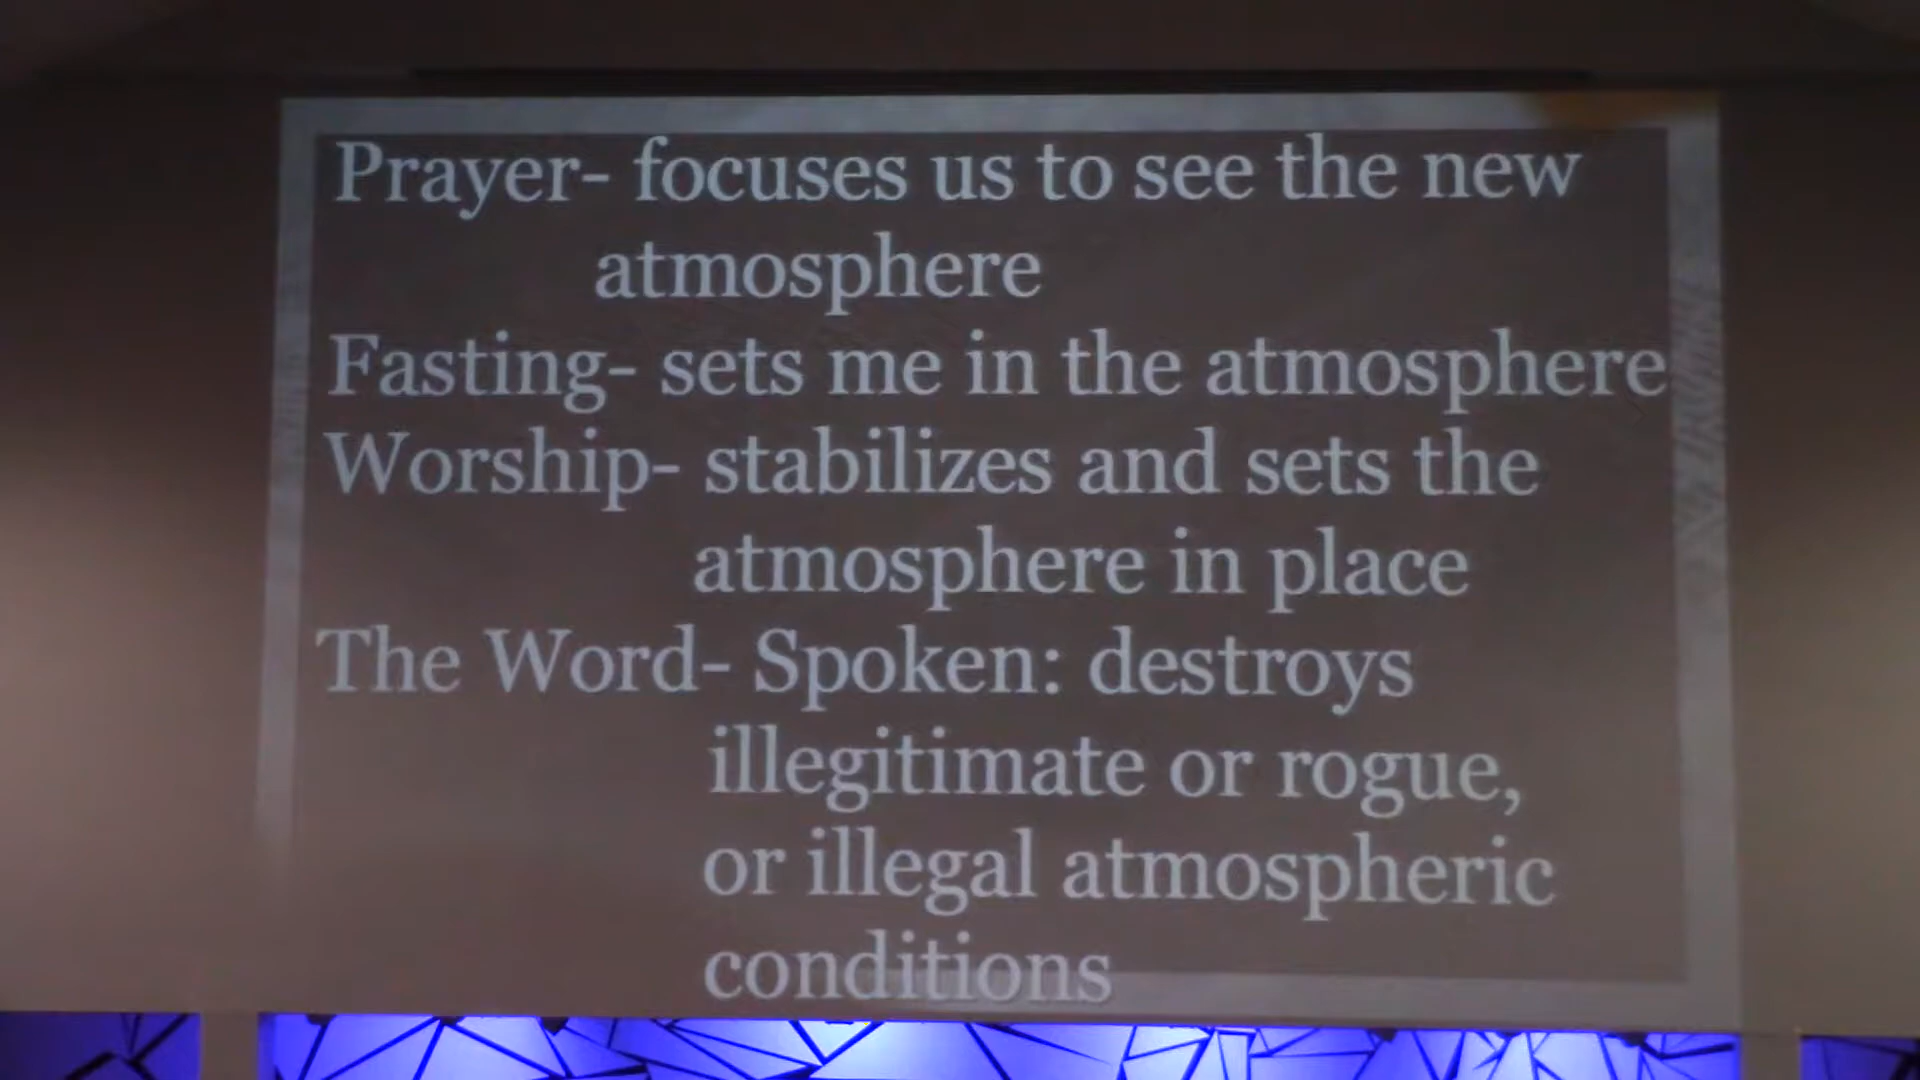 Prayer- focuses us to see the new
atmosphere
Fasting- sets me in the atmosphere
Worship- stabilizes and sets the
atmosphere in place
The Word- Spoken: destroys
illegitimate or rogue,
or illegal atmospheric
conditions